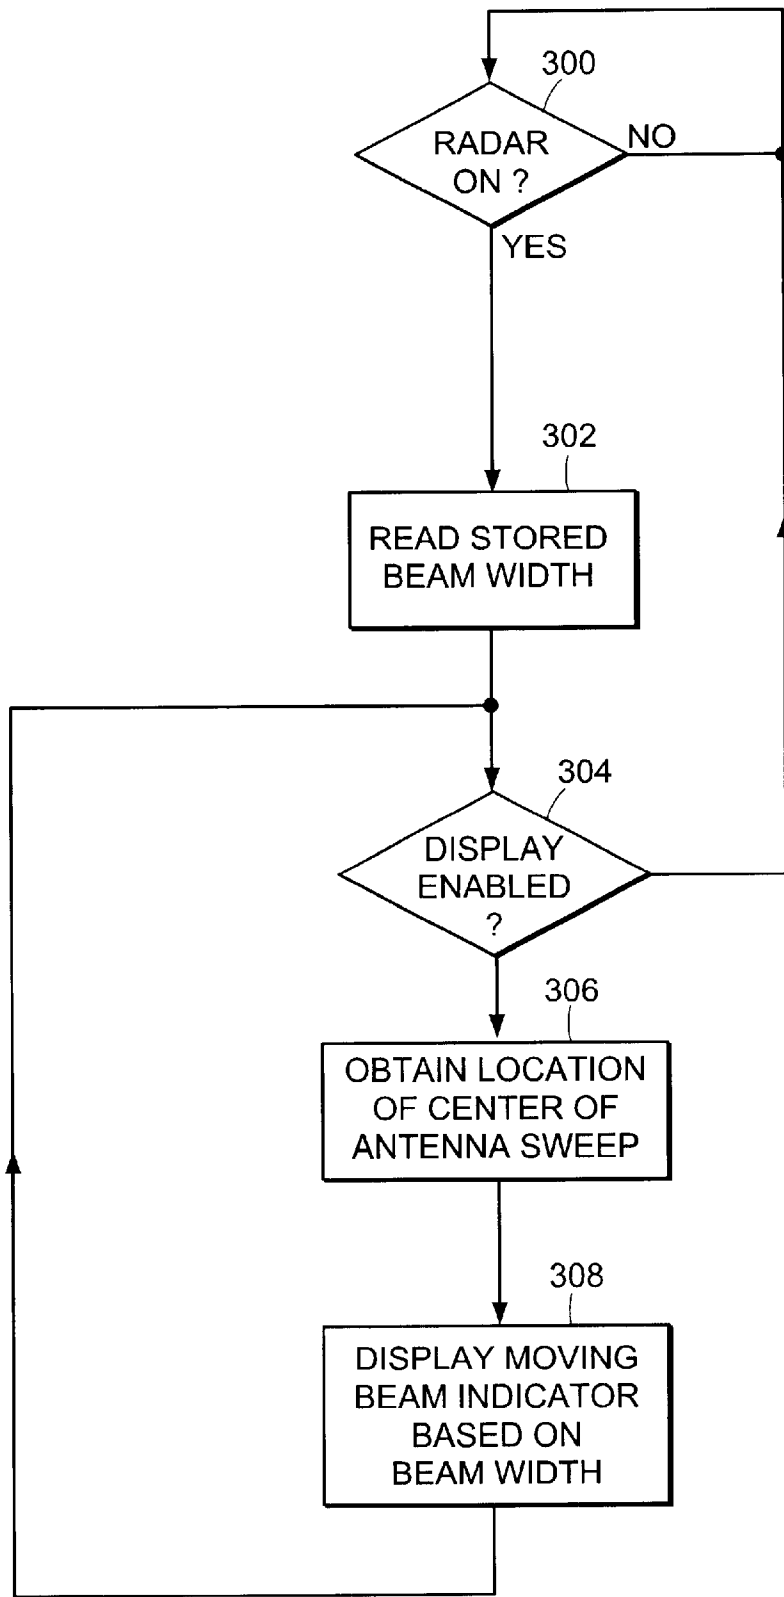 300
RADAR
ON ?
NO
YES
302
READ STORED
BEAM WIDTH
304
DISPLAY
ENABLED
?
306
OBTAIN LOCATION
OF CENTER OF
ANTENNA SWEEP
308
DISPLAY MOVING
BEAM INDICATOR
BASED ON
BEAM WIDTH